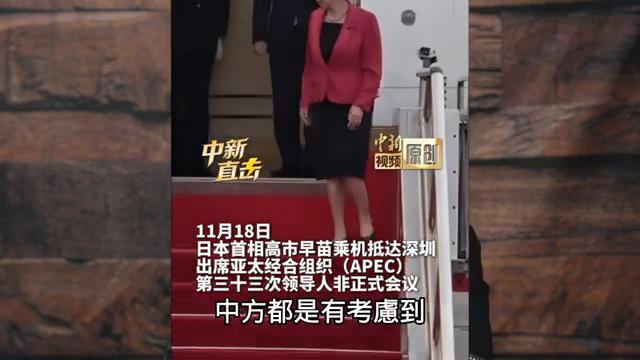 中新
直击
中新
视频
原创
11月18日
日本首相高市早苗乘机抵达深圳
出席亚太经合组织（APEC）
第三十三次领导人非正式会议
中方都是有考慮到